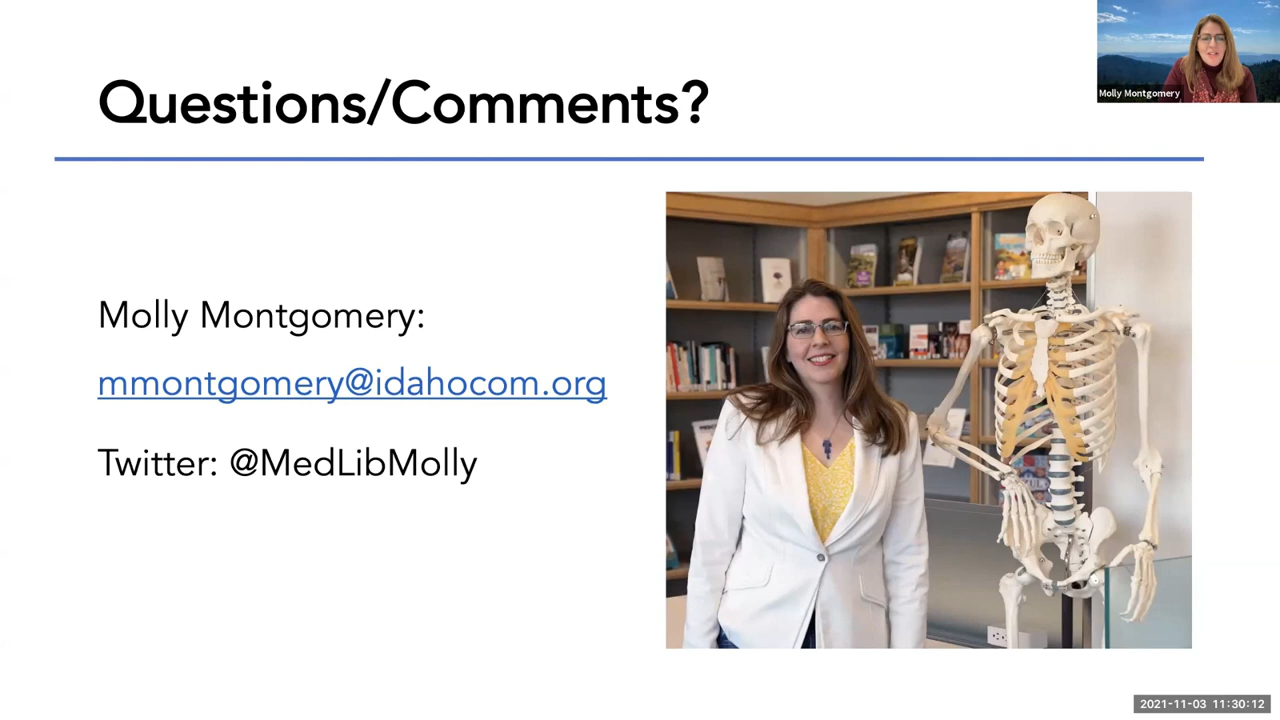 Questions/Comments?
Molly Montgomery
Molly Montgomery:
mmontgomery@idahocom.org
Twitter: @MedLibMolly
2021-11-03 11:30:12